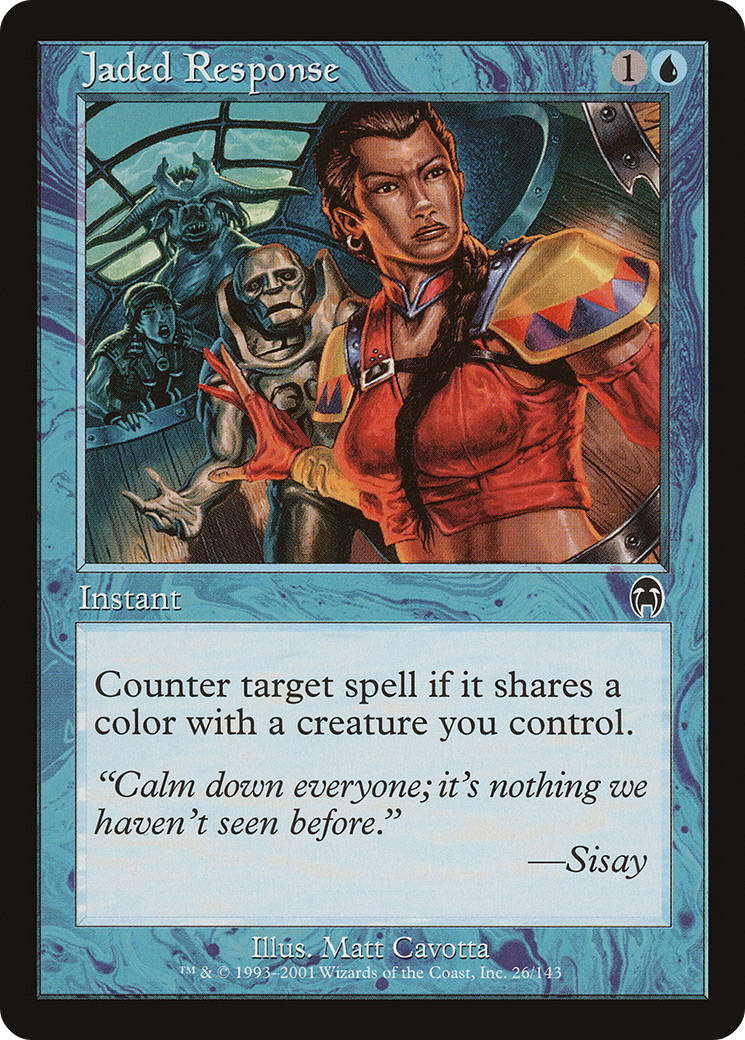 Jaded Response 1
Instant
Counter target spell if it shares a
color with a creature you control.
“Calm down everyone; it’s nothing we
haven’t seen before.”
—Sisay
Illus. Matt Cavotta
™ & © 1993–2001 Wizards of the Coast, Inc. 26/143